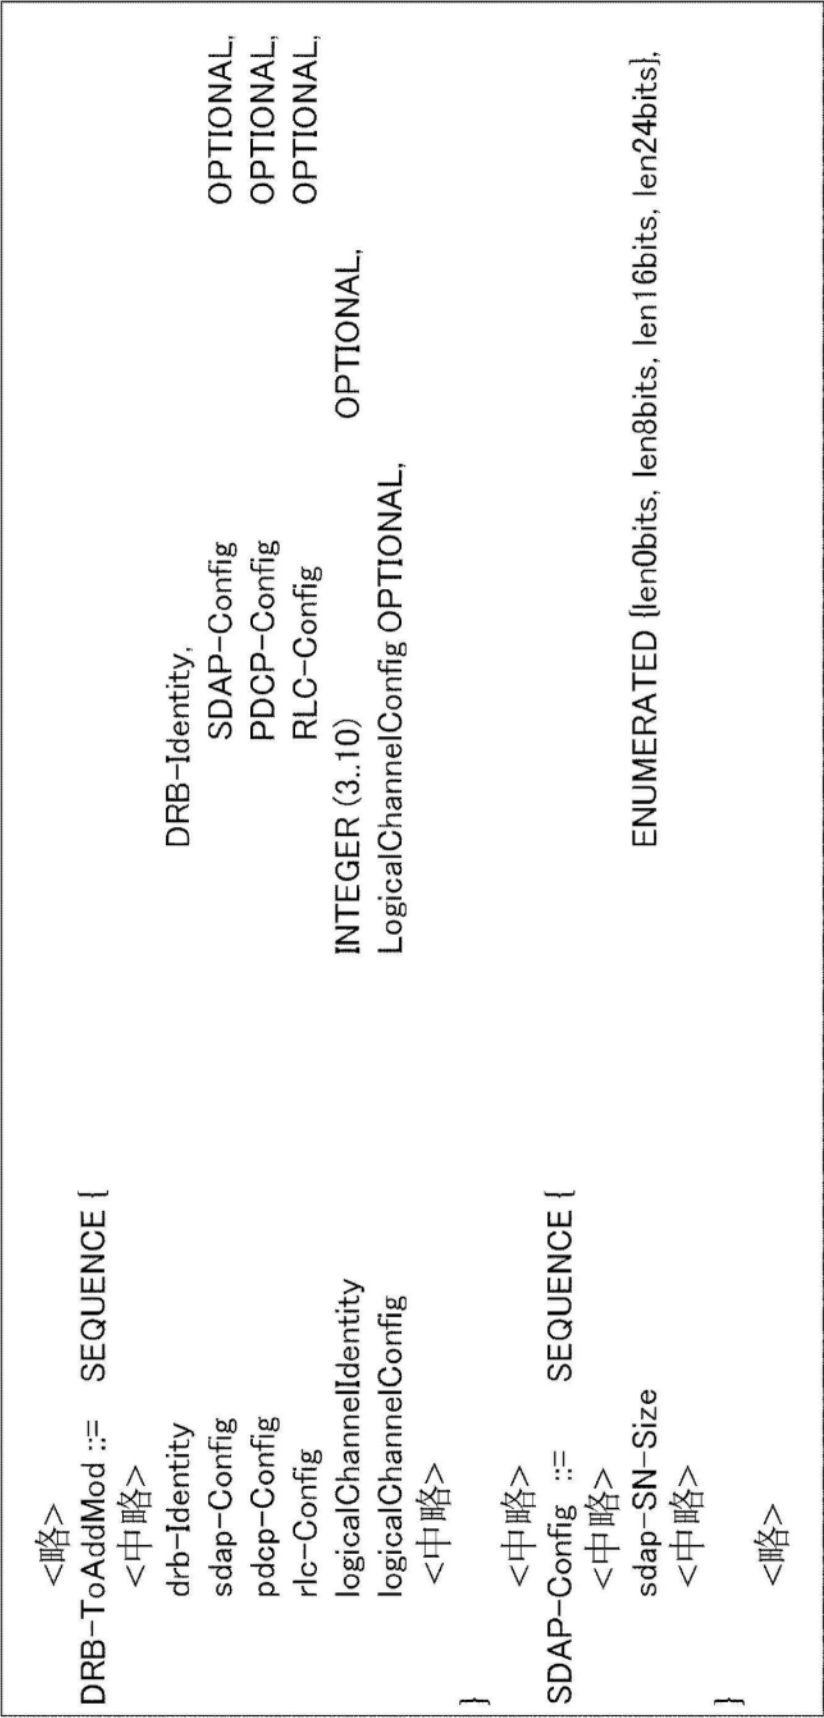 <略>
DRB-ToAddMod ::= SEQUENCE {
<中略>
drb-Identity DRB-Identity,
sdap-Config SDAP-Config OPTIONAL,
pdcp-Config PDCP-Config OPTIONAL,
rlc-Config RLC-Config OPTIONAL,
logicalChannelIdentity INTEGER (3..10) OPTIONAL,
logicalChannelConfig LogicalChannelConfig OPTIONAL,
<中略>
}
<中略>
SDAP-Config ::= SEQUENCE {
<中略>
sdap-SN-Size ENUMERATED {len0bits, len8bits, len16bits, len24bits},
<中略>
}
<略>